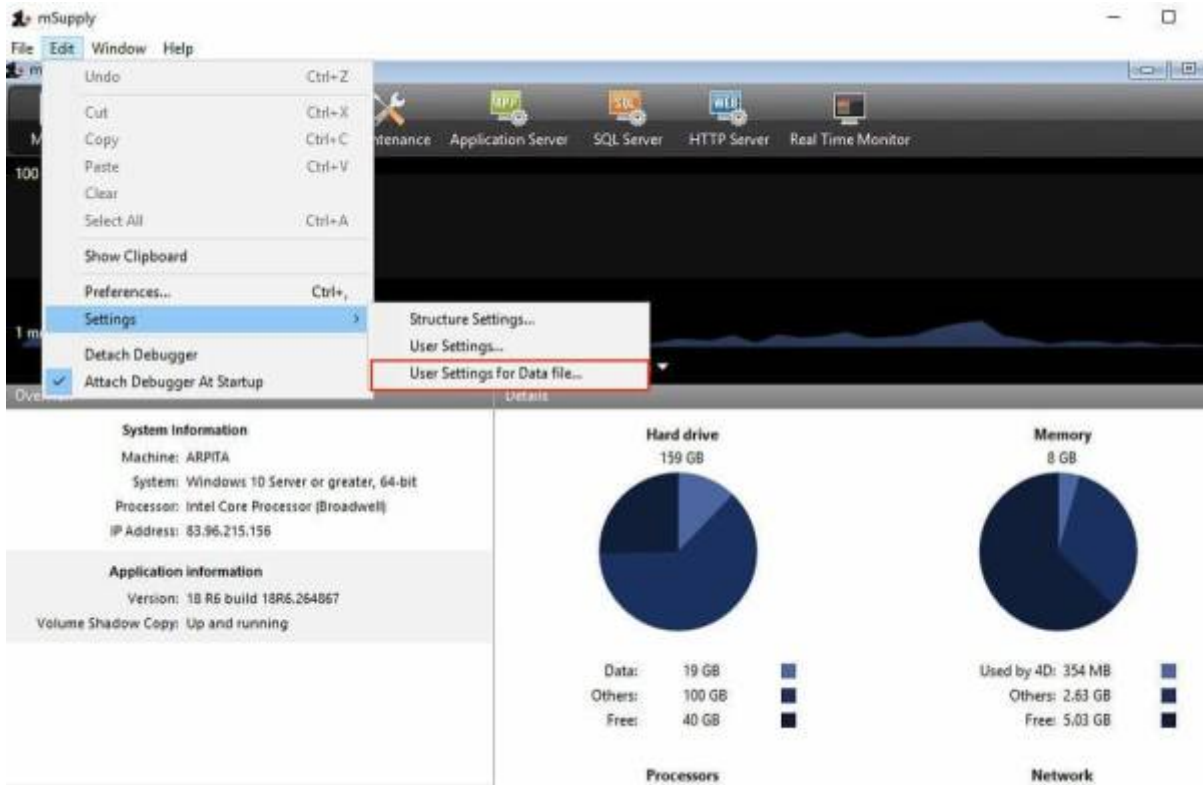 mSupply
File Edit Window Help
Undo Ctrl+Z
Cut Ctrl+X
Copy Ctrl+C
Paste Ctrl+V
Clear
Select All Ctrl+A
Show Clipboard
Preferences... Ctrl+,
Settings
Structure Settings...
User Settings...
User Settings for Data file...
Detach Debugger
Attach Debugger At Startup
Application Server SQL Server HTTP Server Real Time Monitor
100
Details
System Information
Machine: ARPITA
System: Windows 10 Server or greater, 64-bit
Processor: Intel Core Processor (Broadwell)
IP Address: 83.96.215.156
Application information
Version: 18 R6 build 18R6.264867
Volume Shadow Copy: Up and running
Hard drive
159 GB
Data: 19 GB
Others: 100 GB
Free: 40 GB
Processors
Memory
8 GB
Used by 4D: 354 MB
Others: 2.63 GB
Free: 5.03 GB
Network